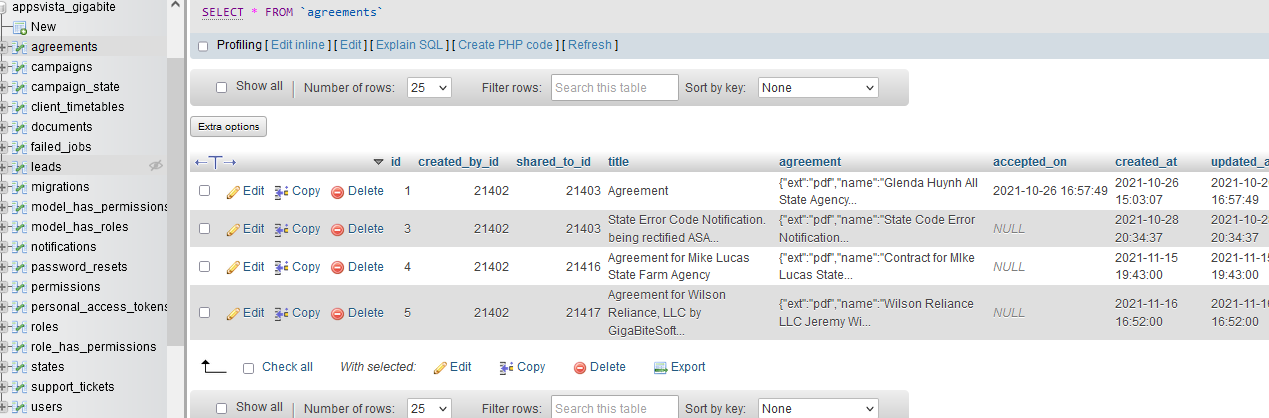 appsvista_gigabite
New
agreements
campaigns
campaign_state
client_timetables
documents
failed_jobs
leads
migrations
model_has_permissions
model_has_roles
notifications
password_resets
permissions
personal_access_tokens
roles
role_has_permissions
states
support_tickets
users
SELECT * FROM `agreements`
Profiling [ Edit inline ] [ Edit ] [ Explain SQL ] [ Create PHP code ] [ Refresh ]
Show all Number of rows: 25 Filter rows: Search this table Sort by key: None
Extra options
←T→ id created_by_id shared_to_id title agreement accepted_on created_at updated_a
Edit Copy Delete 1 21402 21403 Agreement {"ext":"pdf","name":"Glenda Huynh All
State Agency... 2021-10-26 16:57:49 2021-10-26
15:03:07 2021-10-26
16:57:49
Edit Copy Delete 3 21402 21403 State Error Code Notification.
being rectified ASA... {"ext":"pdf","name":"State Code Error
Notification... NULL 2021-10-28
20:34:37 2021-10-28
20:34:37
Edit Copy Delete 4 21402 21416 Agreement for Mike Lucas
State Farm Agency {"ext":"pdf","name":"Contract for MIke
Lucas State... NULL 2021-11-15
19:43:00 2021-11-15
19:43:00
Edit Copy Delete 5 21402 21417 Agreement for Wilson
Reliance, LLC by
GigaBiteSoft... {"ext":"pdf","name":"Wilson Reliance
LLC Jeremy Wi... NULL 2021-11-16
16:52:00 2021-11-16
16:52:00
Check all With selected: Edit Copy Delete Export
Show all Number of rows: 25 Filter rows: Search this table Sort by key: None